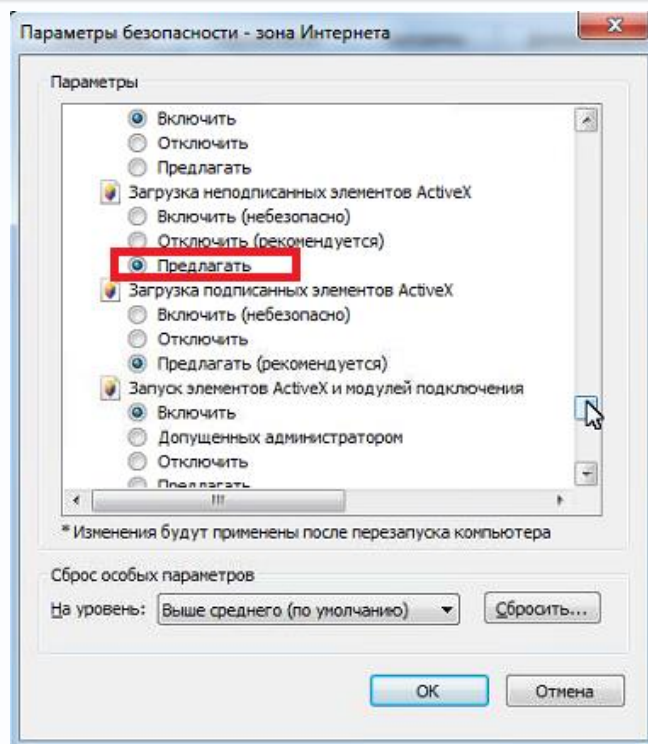 Параметры безопасности - зона Интернета
Параметры
Включить
Отключить
Предлагать
Загрузка неподписанных элементов ActiveX
Включить (небезопасно)
Отключить (рекомендуется)
Предлагать
Загрузка подписанных элементов ActiveX
Включить (небезопасно)
Отключить
Предлагать (рекомендуется)
Запуск элементов ActiveX и модулей подключения
Включить
Допущенных администратором
Отключить
Предлагать
* Изменения будут применены после перезапуска компьютера
Сброс особых параметров
На уровень: Выше среднего (по умолчанию) Сбросить...
ОК Отмена